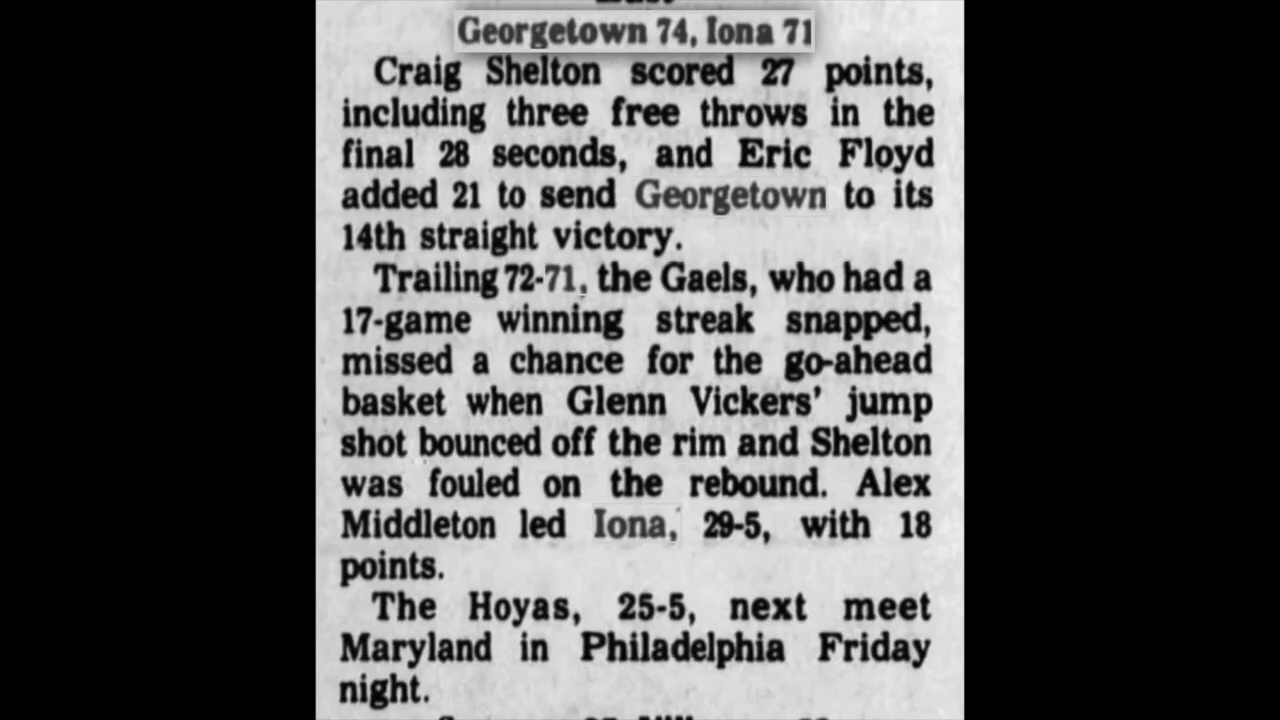 Georgetown 74, Iona 71
Craig Shelton scored 27 points,
including three free throws in the
final 28 seconds, and Eric Floyd
added 21 to send Georgetown to its
14th straight victory.
Trailing 72-71, the Gaels, who had a
17-game winning streak snapped,
missed a chance for the go-ahead
basket when Glenn Vickers' jump
shot bounced off the rim and Shelton
was fouled on the rebound. Alex
Middleton led Iona, 29-5, with 18
points.
The Hoyas, 25-5, next meet
Maryland in Philadelphia Friday
night.